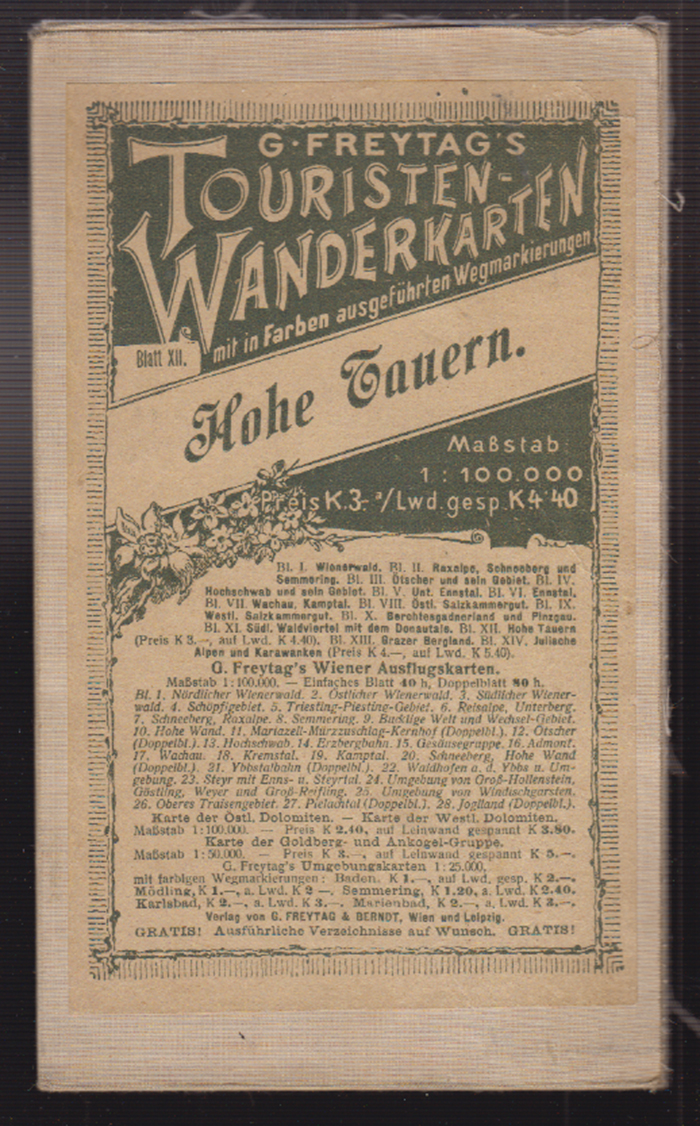 G. FREYTAG'S
TOURISTEN-
WANDERKARTEN
mit in Farben ausgeführten Wegmarkierungen
Blatt XII.
Hohe Tauern.
Maßstab
1 : 100.000
Preis K.3.- a/Lwd.gesp. K 4·40
Bl. I. Wienerwald. Bl. II. Raxalpe, Schneeberg und
Semmering. Bl. III. Ötscher und sein Gebiet. Bl. IV.
Hochschwab und sein Gebiet. Bl. V. Unt. Ennstal. Bl. VI. Ennstal.
Bl. VII. Wachau, Kamptal. Bl. VIII. Östl. Salzkammergut. Bl. IX.
Westl. Salzkammergut. Bl. X. Berchtesgadnerland und Pinzgau.
Bl. XI. Südl. Waldviertel mit dem Donautale. Bl. XII. Hohe Tauern
(Preis K 3.—, auf Lwd. K 4.40). Bl. XIII. Grazer Bergland. Bl. XIV. Julische
Alpen und Karawanken (Preis K 4.—, auf Lwd. K 5.40).
G. Freytag's Wiener Ausflugskarten.
Maßstab 1:100.000. — Einfaches Blatt 40 h, Doppelblatt 80 h.
Bl. 1. Nördlicher Wienerwald. 2. Östlicher Wienerwald. 3. Südlicher Wiener-
wald. 4. Schöpflgebiet. 5. Triesting-Piesting-Gebiet. 6. Reisalpe, Unterberg.
7. Schneeberg, Raxalpe. 8. Semmering. 9. Bucklige Welt und Wechsel-Gebiet.
10. Hohe Wand. 11. Mariazell-Mürzzuschlag-Kernhof (Doppelbl.). 12. Ötscher
(Doppelbl.). 13. Hochschwab. 14. Erzbergbahn. 15. Gesäusegruppe. 16. Admont.
17. Wachau. 18. Kremstal. 19. Kamptal. 20. Schneeberg, Hohe Wand
(Doppelbl.). 21. Ybbstalbahn (Doppelbl.). 22. Waidhofen a. d. Ybbs u. Um-
gebung. 23. Steyr mit Enns- u. Steyrtal. 24. Umgebung von Groß-Hollenstein,
Göstling, Weyer und Groß-Reifling. 25. Umgebung von Windischgarsten.
26. Oberes Traisengebiet. 27. Pielachtal (Doppelbl.). 28. Joglland (Doppelbl.).
Karte der Östl. Dolomiten. — Karte der Westl. Dolomiten.
Maßstab 1:100.000. — Preis K 2.40, auf Leinwand gespannt K 3.80.
Karte der Goldberg- und Ankogel-Gruppe.
Maßstab 1:50.000. — Preis K 3.—, auf Leinwand gespannt K 5.—.
G. Freytag's Umgebungskarten 1:25.000,
mit farbigen Wegmarkierungen: Baden, K 1.—, auf Lwd. gesp. K 2.—.
Mödling, K 1.—, a. Lwd. K 2 —. Semmering, K 1.20, a. Lwd. K 2.40.
Karlsbad, K 2.—, a. Lwd. K 3.—. Marienbad, K 2.—, a. Lwd. K 3.—.
Verlag von G. FREYTAG & BERNDT, Wien und Leipzig.
GRATIS! Ausführliche Verzeichnisse auf Wunsch. GRATIS!